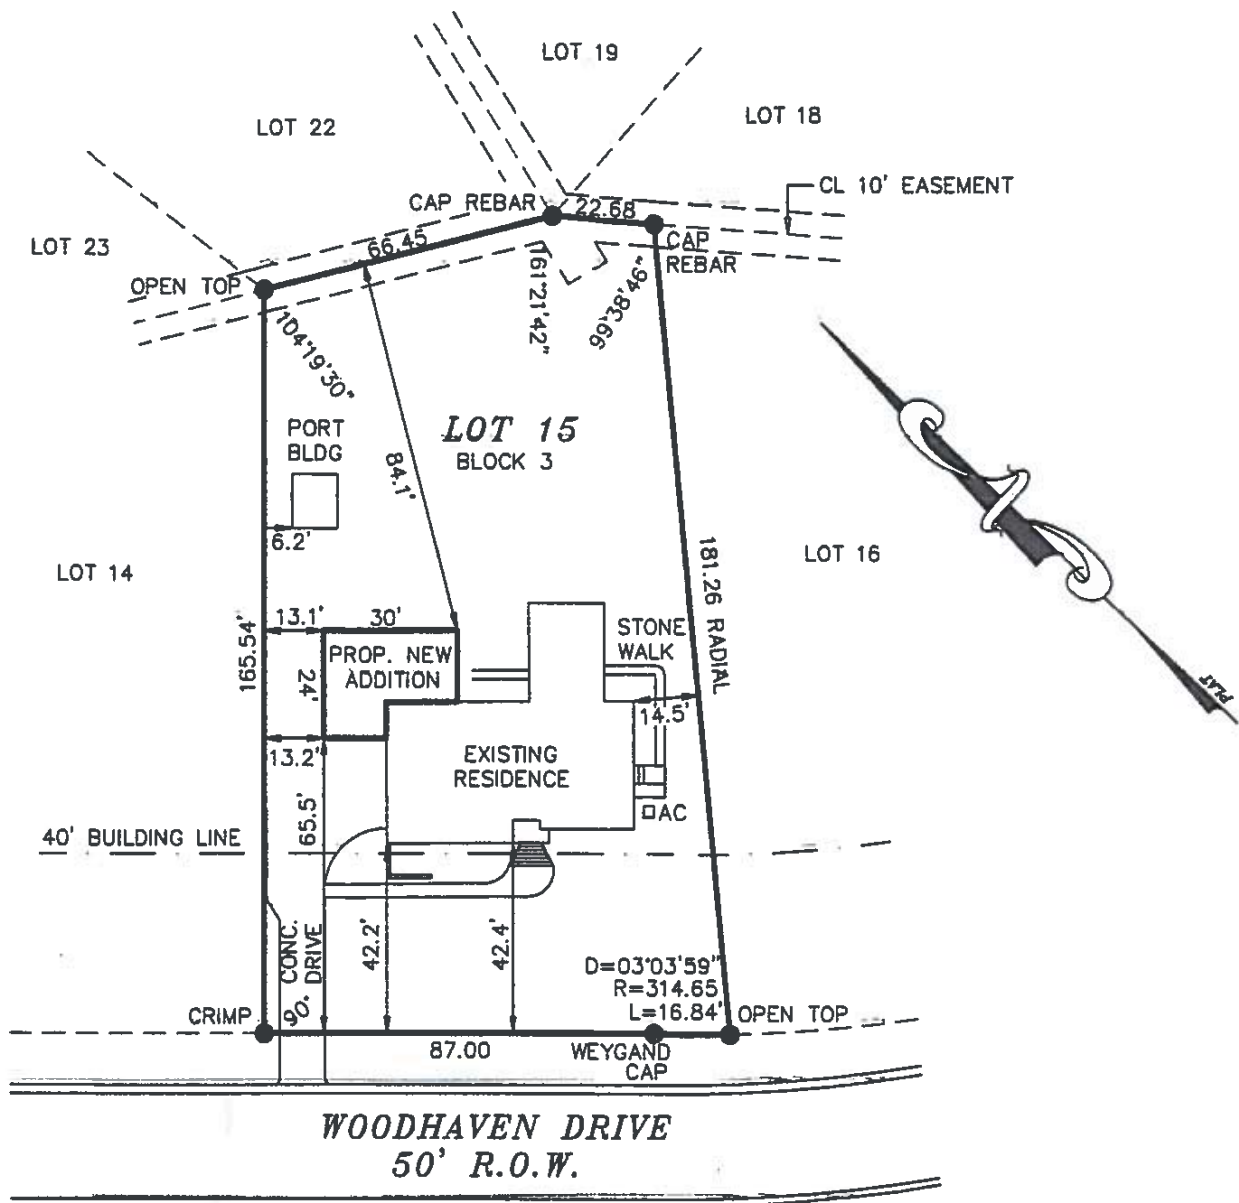 LOT 19
LOT 18
LOT 22
CL 10' EASEMENT
CAP REBAR
22.68
LOT 23
66.45
CAP
REBAR
OPEN TOP
161°21'42"
99°38'46"
104°19'30"
PORT
BLDG
LOT 15
BLOCK 3
84.1'
6.2'
LOT 14
181.26 RADIAL
LOT 16
165.54'
13.1'
30'
STONE
WALK
PROP. NEW
ADDITION
24'
14.5'
PLAT
13.2'
EXISTING
RESIDENCE
65.5'
AC
40' BUILDING LINE
CONC.
DRIVE
42.2'
42.4'
D=03°03'59"
R=314.65
L=16.84'
CRIMP
90°
OPEN TOP
87.00
WEYGAND
CAP
WOODHAVEN DRIVE
50' R.O.W.